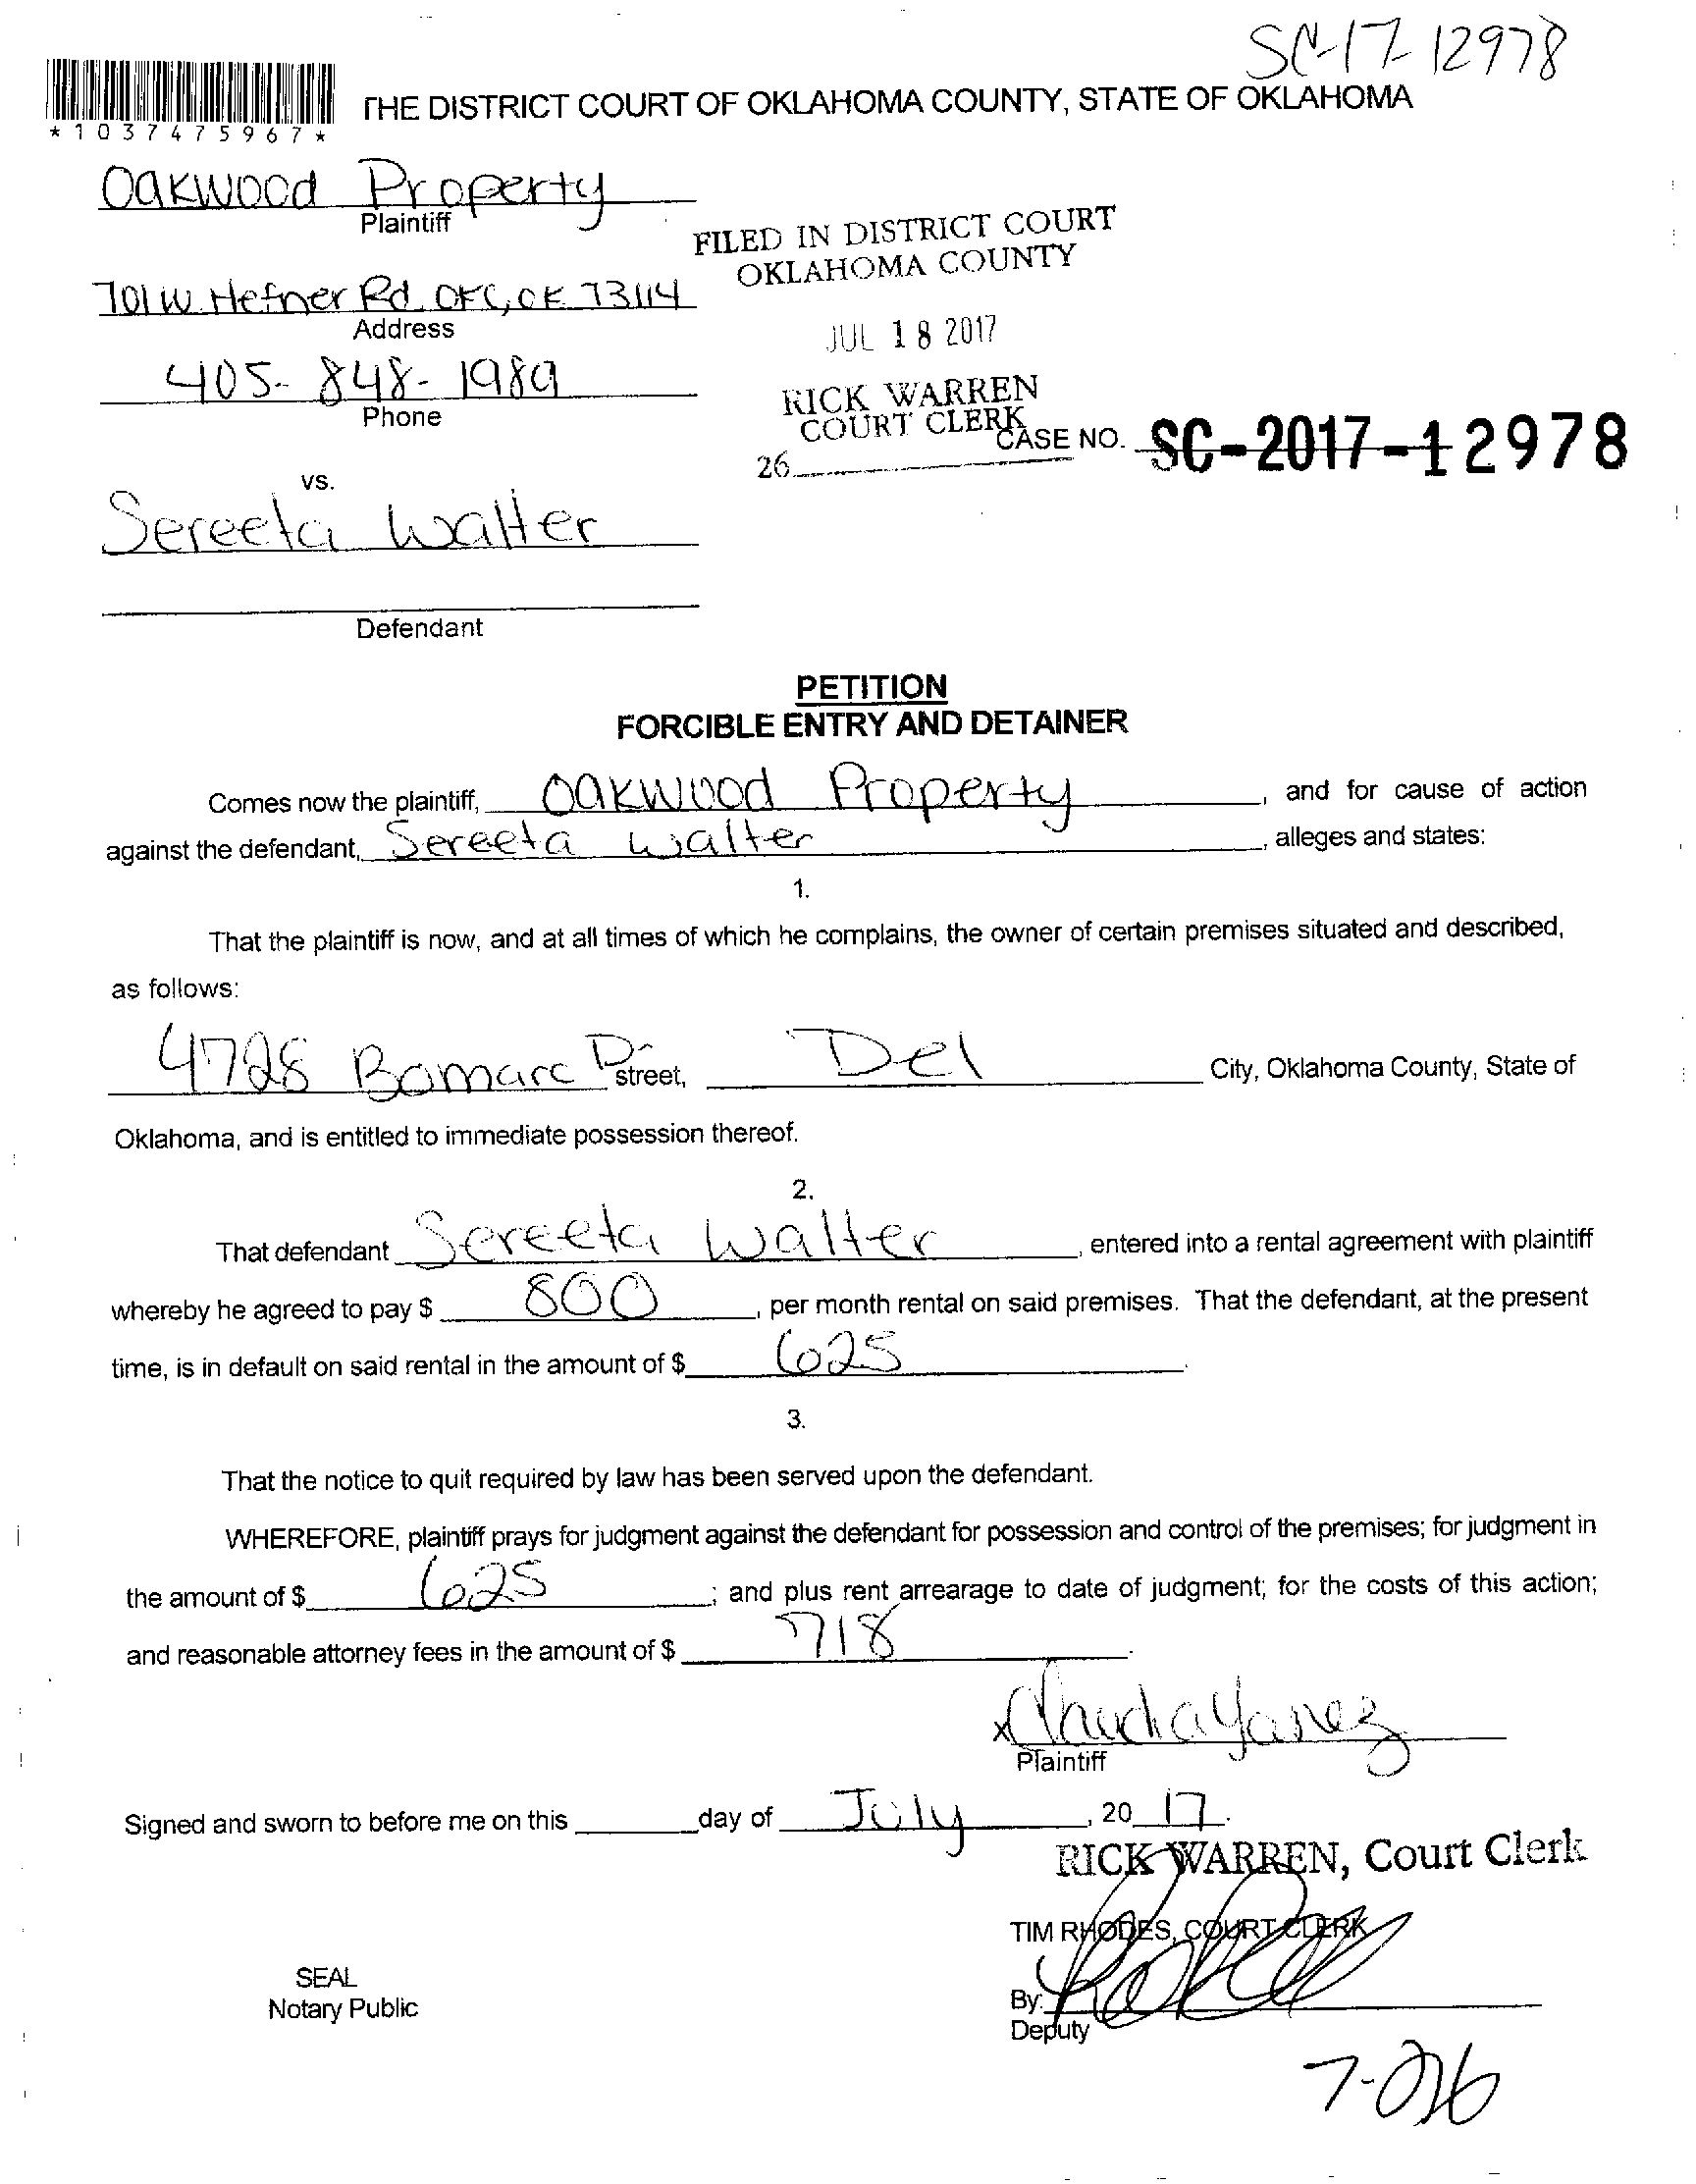 SC-17-12978
*1037475967*
THE DISTRICT COURT OF OKLAHOMA COUNTY, STATE OF OKLAHOMA
Oakwood Property
Plaintiff
FILED IN DISTRICT COURT
OKLAHOMA COUNTY
701 W. Hefner Rd OKC, OK 73114
Address
JUL 18 2017
405-848-1989
Phone
RICK WARREN
COURT CLERK
CASE NO. SC-2017-12978
26
vs.
Sereeta Walter
Defendant
PETITION
FORCIBLE ENTRY AND DETAINER
Comes now the plaintiff, Oakwood Property, and for cause of action
against the defendant, Sereeta Walter, alleges and states:
1.
That the plaintiff is now, and at all times of which he complains, the owner of certain premises situated and described,
as follows:
4728 Bomarc Dr street, Del City, Oklahoma County, State of
Oklahoma, and is entitled to immediate possession thereof.
2.
That defendant Sereeta Walter, entered into a rental agreement with plaintiff
whereby he agreed to pay $ 800, per month rental on said premises. That the defendant, at the present
time, is in default on said rental in the amount of $ 625.
3.
That the notice to quit required by law has been served upon the defendant.
WHEREFORE, plaintiff prays for judgment against the defendant for possession and control of the premises; for judgment in
the amount of $ 625; and plus rent arrearage to date of judgment; for the costs of this action;
and reasonable attorney fees in the amount of $ 718.
x Claudia Yanez
Plaintiff
Signed and sworn to before me on this ____ day of July, 20 17.
RICK WARREN, Court Clerk
TIM RHODES, COURT CLERK
SEAL
Notary Public
By:
Deputy
7-26